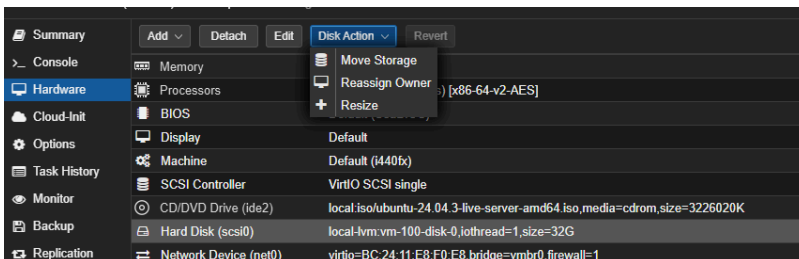 Summary
Console
Hardware
Cloud-Init
Options
Task History
Monitor
Backup
Replication
Add Detach Edit Disk Action Revert
Move Storage
Reassign Owner
Resize
Memory
Processors [x86-64-v2-AES]
BIOS
Display Default
Machine Default (i440fx)
SCSI Controller VirtIO SCSI single
CD/DVD Drive (ide2) local:iso/ubuntu-24.04.3-live-server-amd64.iso,media=cdrom,size=3226020K
Hard Disk (scsi0) local-lvm:vm-100-disk-0,iothread=1,size=32G
Network Device (net0) virtio=BC:24:11:E8:F0:E8,bridge=vmbr0,firewall=1